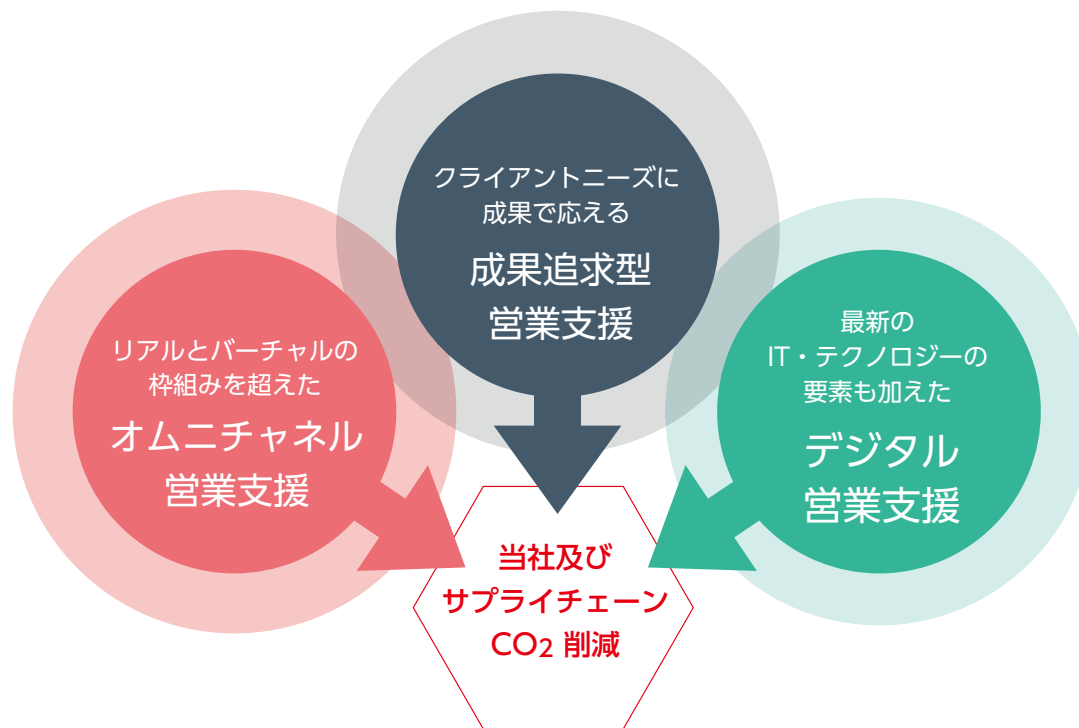 クライアントニーズに
成果で応える
成果追求型
営業支援
リアルとバーチャルの
枠組みを超えた
オムニチャネル
営業支援
最新の
IT・テクノロジーの
要素も加えた
デジタル
営業支援
当社及び
サプライチェーン
CO2 削減